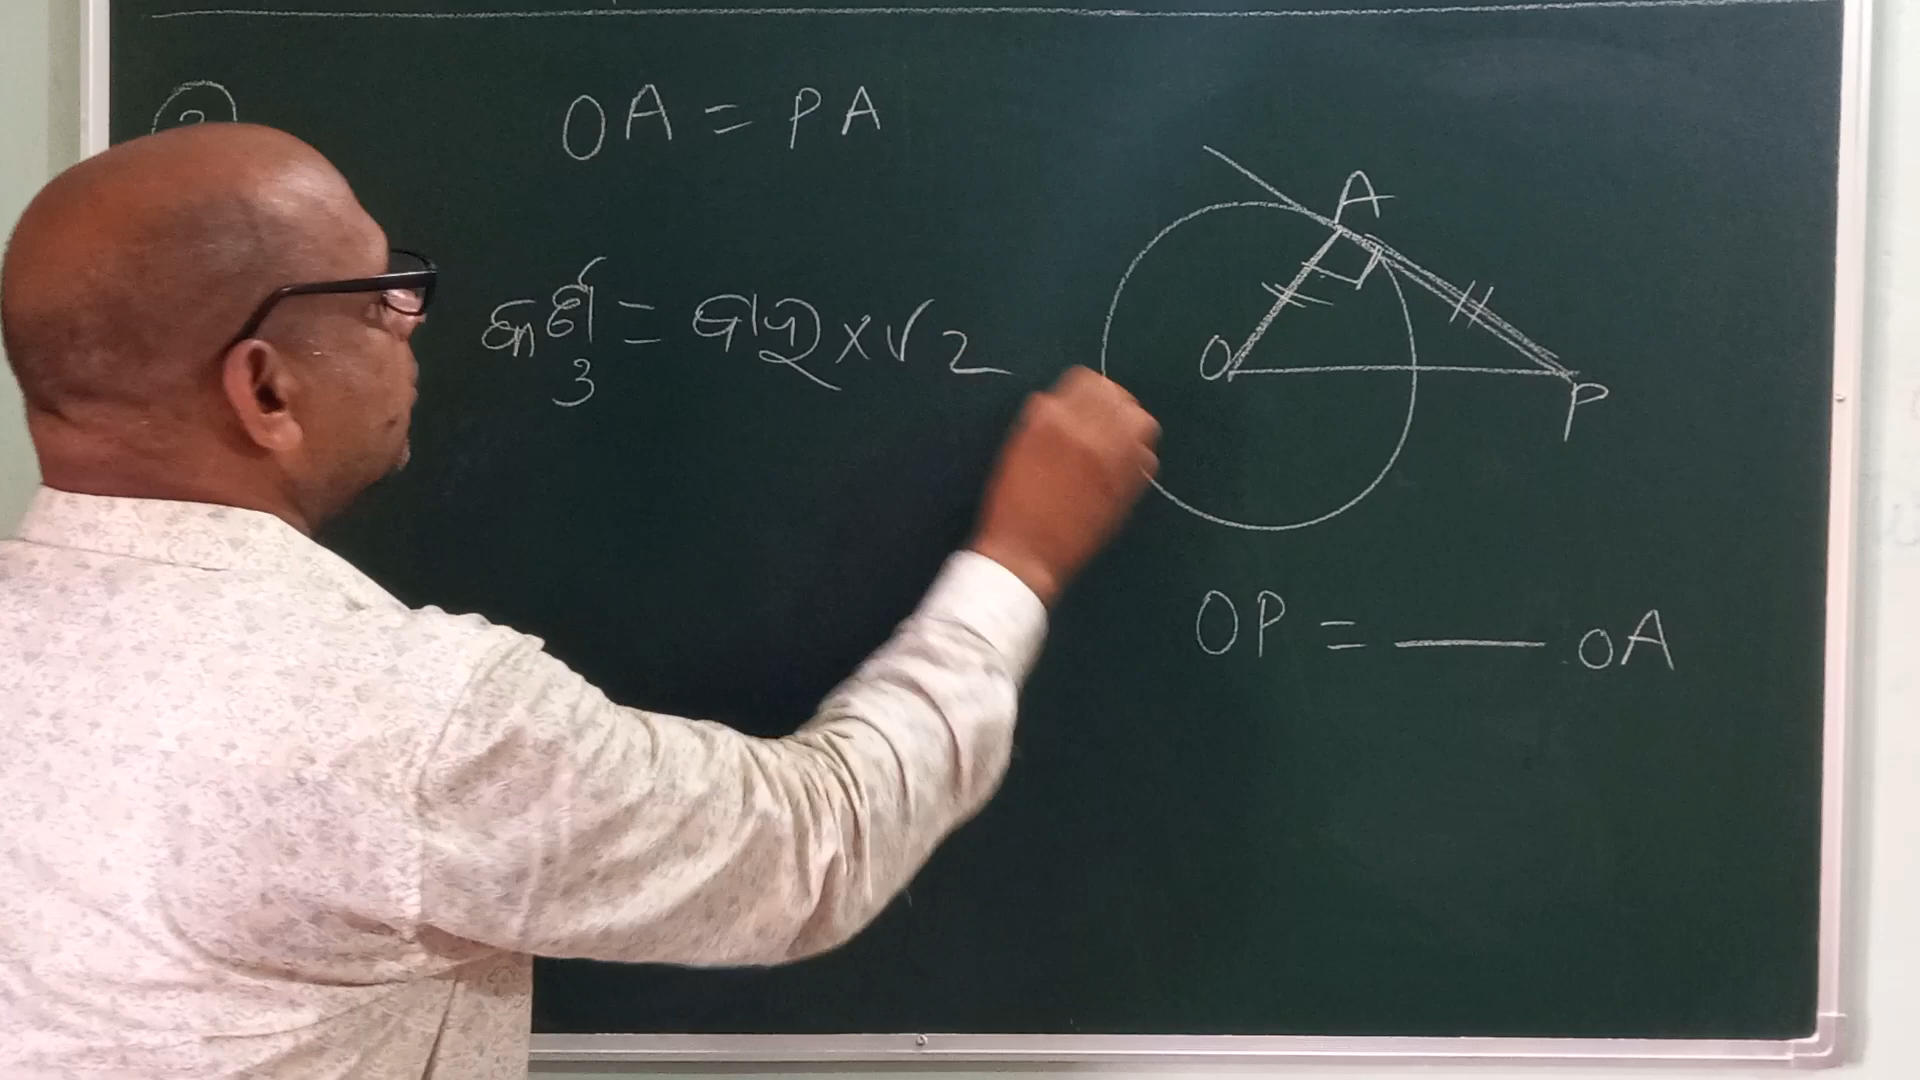 OA = PA
କର୍ଣ୍ଣ = ବାହୁ x √2
A
O
P
OP = ____ OA